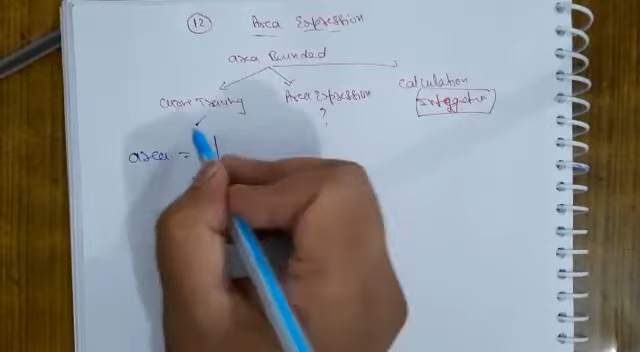 12 Area Expression
area Bounded
Curve Tracing Area Expression calculation
? Integration
area =